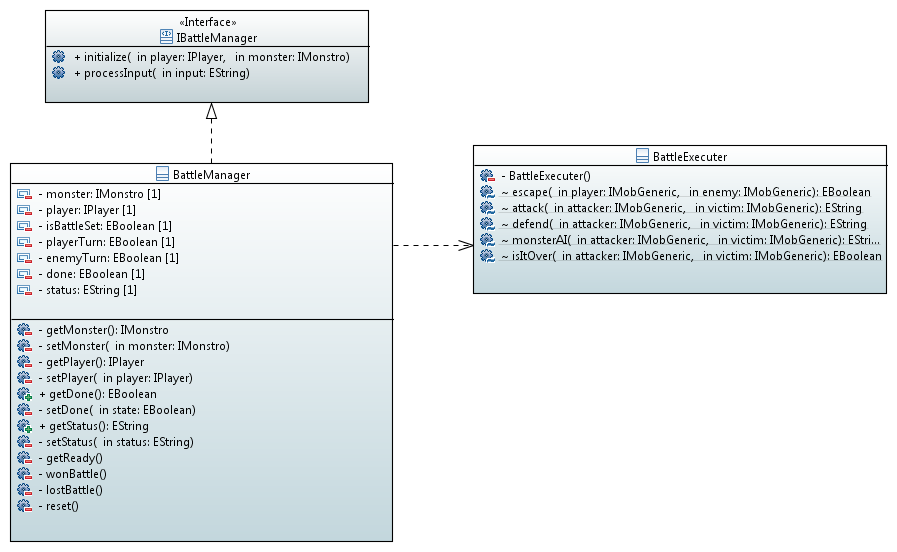 «Interface»
IBattleManager
+ initialize( in player: IPlayer, in monster: IMonstro)
+ processInput( in input: EString)
BattleManager
- monster: IMonstro [1]
- player: IPlayer [1]
- isBattleSet: EBoolean [1]
- playerTurn: EBoolean [1]
- enemyTurn: EBoolean [1]
- done: EBoolean [1]
- status: EString [1]
- getMonster(): IMonstro
- setMonster( in monster: IMonstro)
- getPlayer(): IPlayer
- setPlayer( in player: IPlayer)
+ getDone(): EBoolean
- setDone( in state: EBoolean)
+ getStatus(): EString
- setStatus( in status: EString)
- getReady()
- wonBattle()
- lostBattle()
- reset()
BattleExecuter
- BattleExecuter()
~ escape( in player: IMobGeneric, in enemy: IMobGeneric): EBoolean
~ attack( in attacker: IMobGeneric, in victim: IMobGeneric): EString
~ defend( in attacker: IMobGeneric, in victim: IMobGeneric): EString
~ monsterAI( in attacker: IMobGeneric, in victim: IMobGeneric): EStri...
~ isItOver( in attacker: IMobGeneric, in victim: IMobGeneric): EBoolean